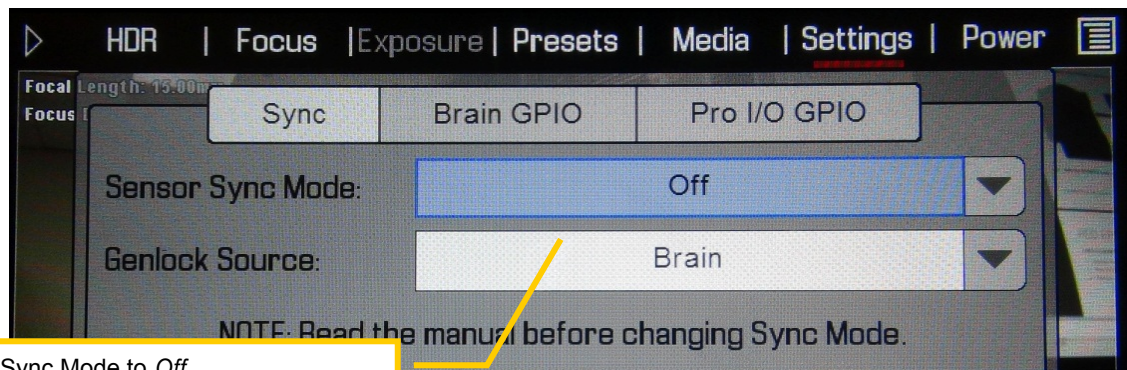 HDR | Focus | Exposure | Presets | Media | Settings | Power
Focal Length: 15.00mm
Focus
Sync Brain GPIO Pro I/O GPIO
Sensor Sync Mode: Off
Genlock Source: Brain
NOTE: Read the manual before changing Sync Mode.
Sync Mode to Off